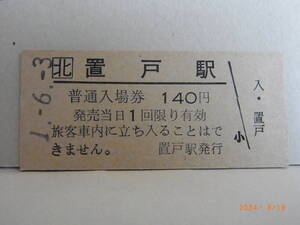 1.-6.-3
北 置戸駅
普通入場券 140円
発売当日1回限り有効
旅客車内に立ち入ることはで
きません。 置戸駅発行
小
入・置戸